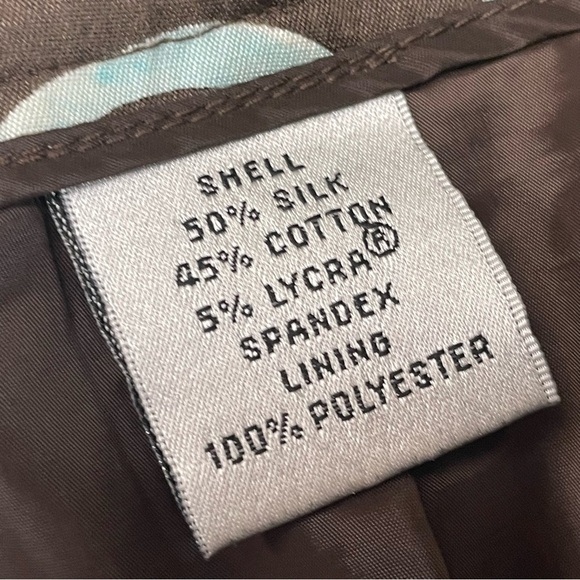 SHELL
50% SILK
45% COTTON
5% LYCRA®
SPANDEX
LINING
100% POLYESTER